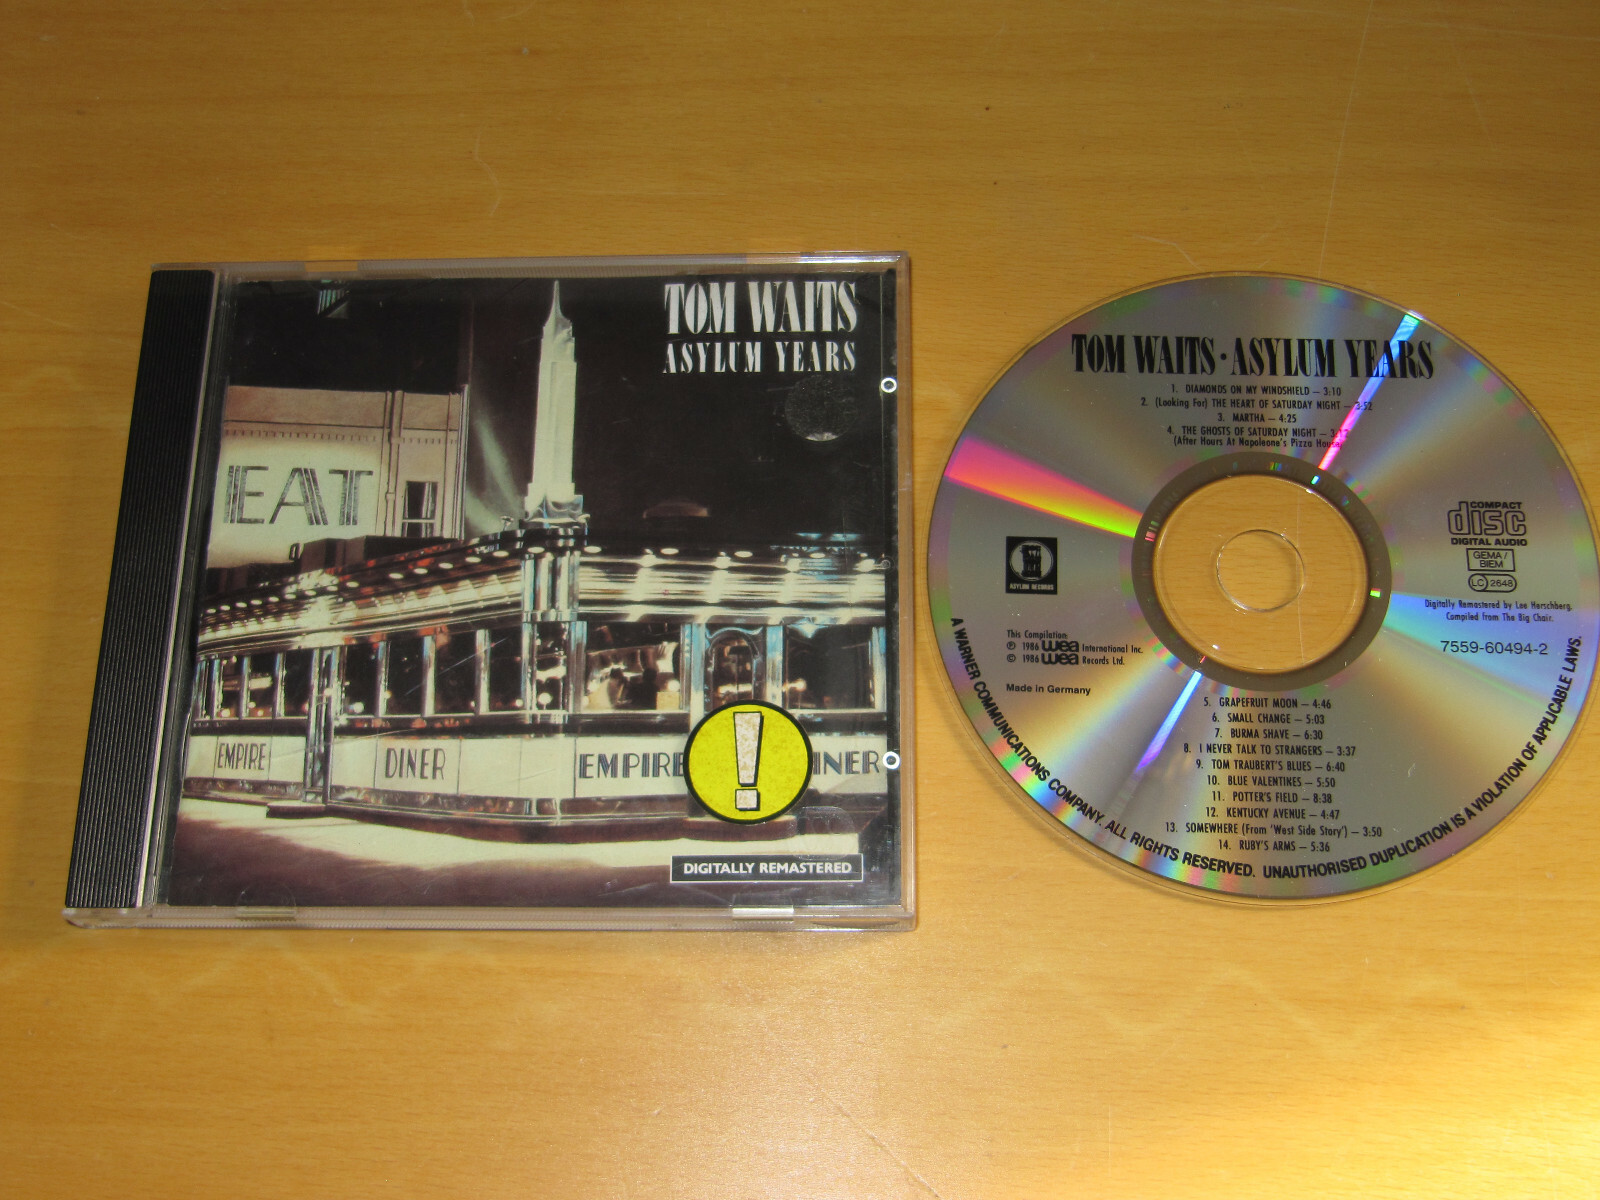 TOM WAITS
ASYLUM YEARS
EAT
EMPIRE
DINER
EMPIRE
INER
!
DIGITALLY REMASTERED
TOM WAITS · ASYLUM YEARS
1. DIAMONDS ON MY WINDSHIELD – 3:10
2. (Looking For) THE HEART OF SATURDAY NIGHT – 3:52
3. MARTHA – 4:25
4. THE GHOSTS OF SATURDAY NIGHT –
(After Hours At Napoleone's Pizza House)
ASYLUM RECORDS
COMPACT
disc
DIGITAL AUDIO
GEMA/
BIEM
LC 2648
Digitally Remastered by Lee Herschberg.
Compiled from The Big Chair.
7559-60494-2
This Compilation:
℗ 1986 wea International Inc.
© 1986 wea Records Ltd.
Made in Germany
5. GRAPEFRUIT MOON – 4:46
6. SMALL CHANGE – 5:03
7. BURMA SHAVE – 6:30
8. I NEVER TALK TO STRANGERS – 3:37
9. TOM TRAUBERT'S BLUES – 6:40
10. BLUE VALENTINES – 5:50
11. POTTER'S FIELD – 8:38
12. KENTUCKY AVENUE – 4:47
13. SOMEWHERE (From 'West Side Story') – 3:50
14. RUBY'S ARMS – 5:36
A WARNER COMMUNICATIONS COMPANY. ALL RIGHTS RESERVED. UNAUTHORISED DUPLICATION IS A VIOLATION OF APPLICABLE LAWS.